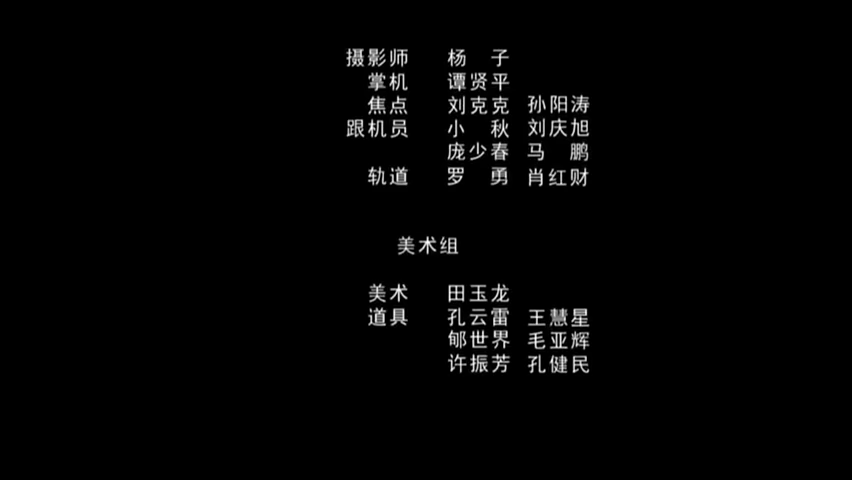 摄影师 杨 子
掌机 谭贤平
焦点 刘克克 孙阳涛
跟机员 小 秋 刘庆旭
庞少春 马 鹏
轨道 罗 勇 肖红财
美术组
美术 田玉龙
道具 孔云雷 王慧星
郇世界 毛亚辉
许振芳 孔健民